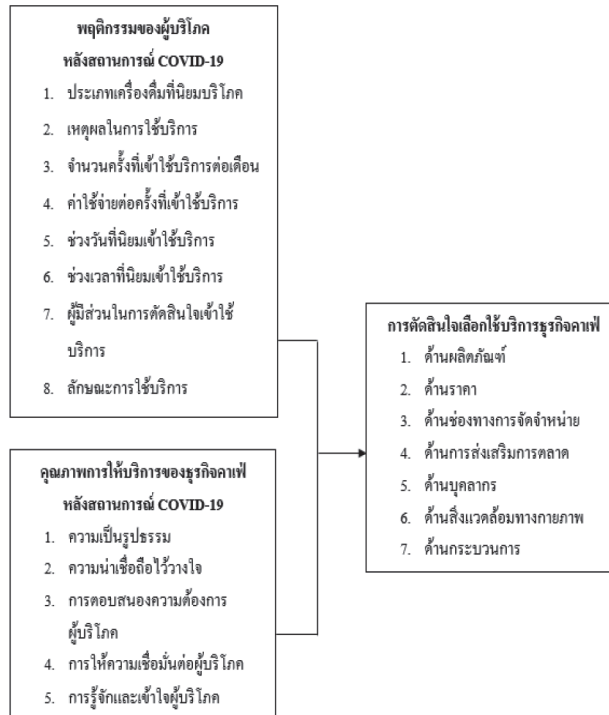 พฤติกรรมของผู้บริโภค
หลังสถานการณ์ COVID-19
1. ประเภทเครื่องดื่มที่นิยมบริโภค
2. เหตุผลในการใช้บริการ
3. จำนวนครั้งที่เข้าใช้บริการต่อเดือน
4. ค่าใช้จ่ายต่อครั้งที่เข้าใช้บริการ
5. ช่วงวันที่นิยมเข้าใช้บริการ
6. ช่วงเวลาที่นิยมเข้าใช้บริการ
7. ผู้มีส่วนในการตัดสินใจเข้าใช้
บริการ
8. ลักษณะการใช้บริการ
คุณภาพการให้บริการของธุรกิจคาเฟ่
หลังสถานการณ์ COVID-19
1. ความเป็นรูปธรรม
2. ความน่าเชื่อถือไว้วางใจ
3. การตอบสนองความต้องการ
ผู้บริโภค
4. การให้ความเชื่อมั่นต่อผู้บริโภค
5. การรู้จักและเข้าใจผู้บริโภค
การตัดสินใจเลือกใช้บริการธุรกิจคาเฟ่
1. ด้านผลิตภัณฑ์
2. ด้านราคา
3. ด้านช่องทางการจัดจำหน่าย
4. ด้านการส่งเสริมการตลาด
5. ด้านบุคลากร
6. ด้านสิ่งแวดล้อมทางกายภาพ
7. ด้านกระบวนการ